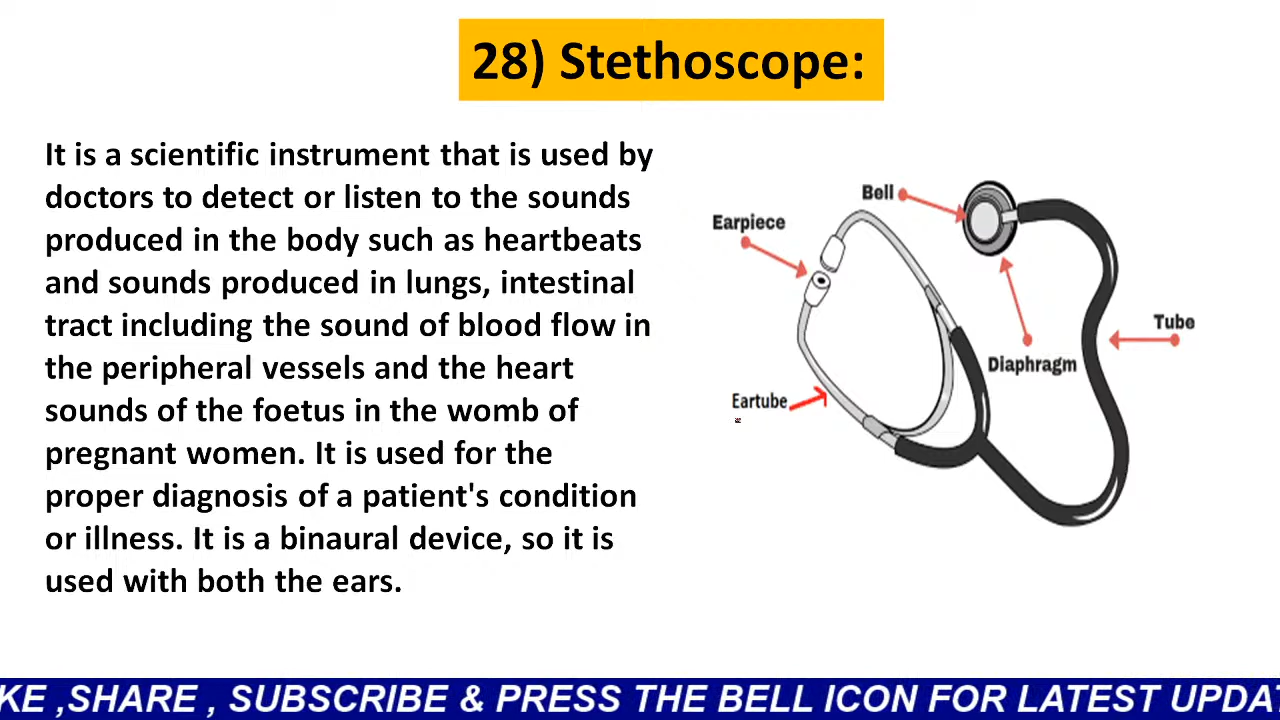 28) Stethoscope:
It is a scientific instrument that is used by
doctors to detect or listen to the sounds
produced in the body such as heartbeats
and sounds produced in lungs, intestinal
tract including the sound of blood flow in
the peripheral vessels and the heart
sounds of the foetus in the womb of
pregnant women. It is used for the
proper diagnosis of a patient's condition
or illness. It is a binaural device, so it is
used with both the ears.
Bell
Earpiece
Tube
Diaphragm
Eartube
KE ,SHARE , SUBSCRIBE & PRESS THE BELL ICON FOR LATEST UPDA